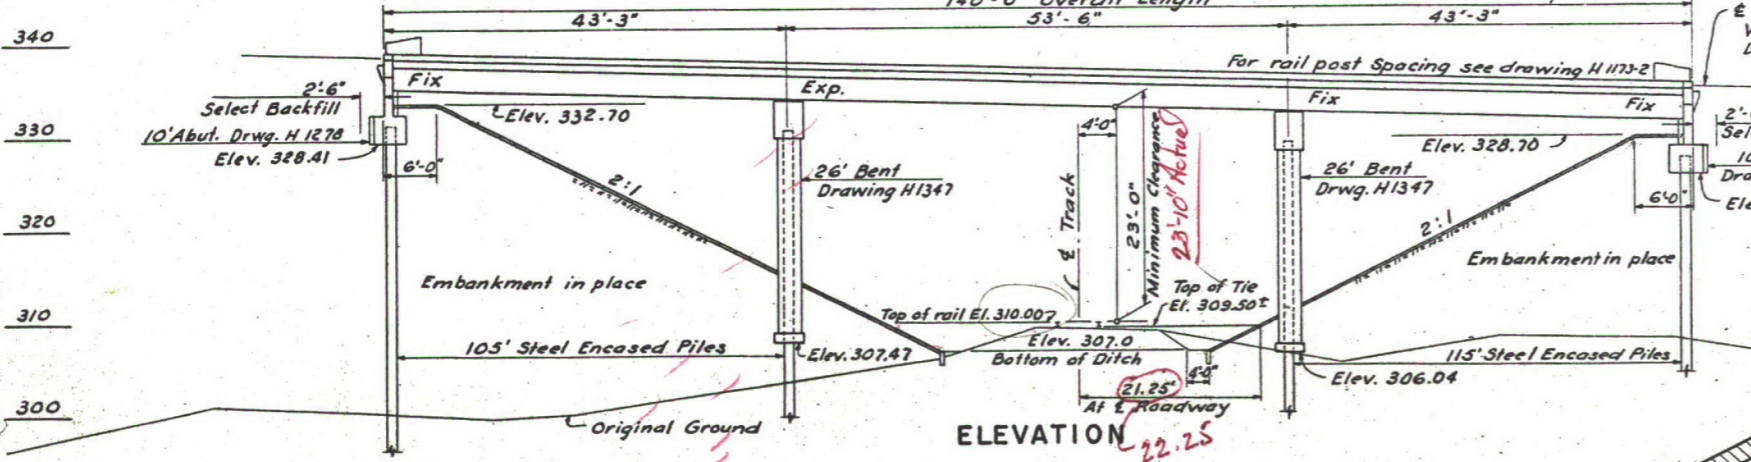 140'-0" Overall Length
43'-3"
53'-6"
43'-3"
340
For rail post Spacing see drawing H 1173-2
Fix
Exp.
Fix
Fix
2'-6"
Select Backfill
Elev. 332.70
330
10' Abut. Drwg. H 1278
Elev. 328.41
6'-0"
4'-0"
Elev. 328.70
2:1
26' Bent
Drawing H1347
℄ Track
23'-0"
Minimum Clearance
23'-10" Actual
26' Bent
Drwg. H1347
6'-0"
320
2:1
Embankment in place
Embankment in place
Top of Tie
El. 309.50±
310
Top of rail El. 310.00?
105' Steel Encased Piles
Elev. 307.47
Elev. 307.0
Bottom of Ditch
115' Steel Encased Piles
Elev. 306.04
4'-0"
21.25'
At ℄ Roadway
300
Original Ground
ELEVATION
22.25